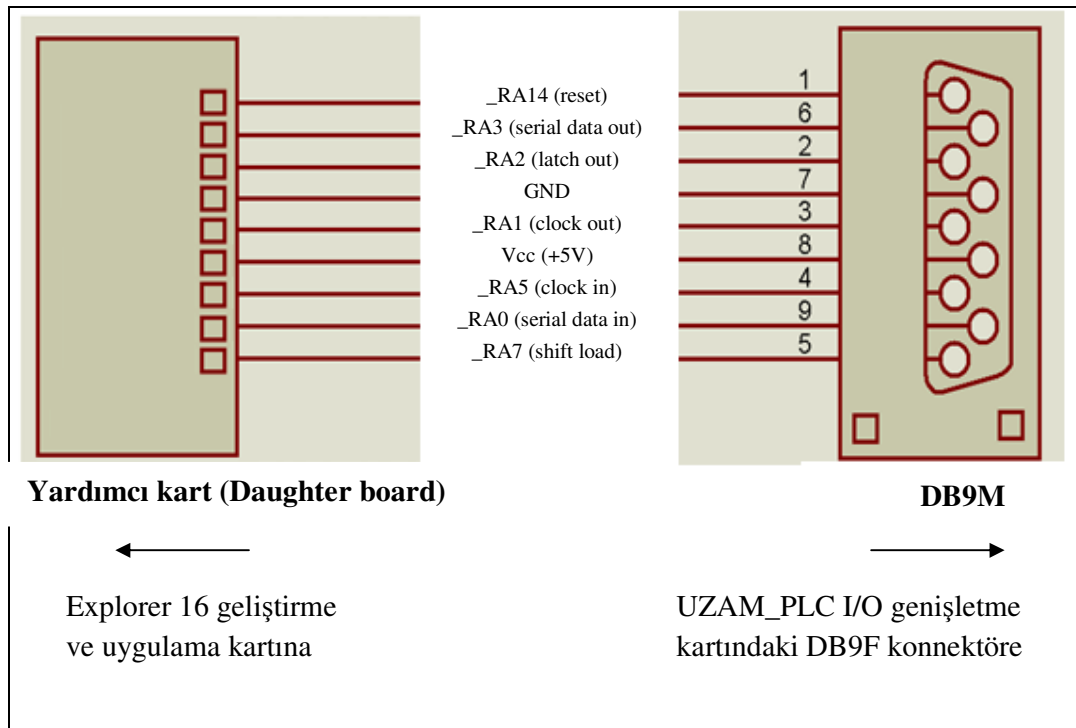 _RA14 (reset)
_RA3 (serial data out)
_RA2 (latch out)
GND
_RA1 (clock out)
Vcc (+5V)
_RA5 (clock in)
_RA0 (serial data in)
_RA7 (shift load)
1
6
2
7
3
8
4
9
5
Yardımcı kart (Daughter board)
DB9M
Explorer 16 geliştirme
ve uygulama kartına
UZAM_PLC I/O genişletme
kartındaki DB9F konnektöre